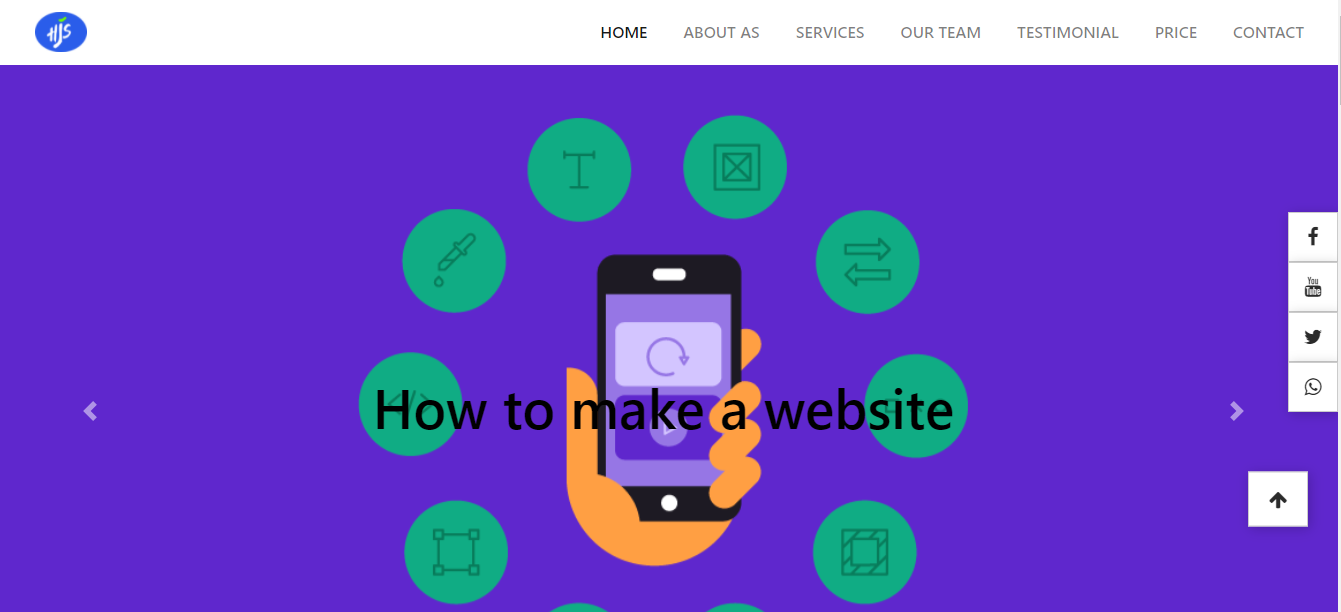 HJS
HOME ABOUT AS SERVICES OUR TEAM TESTIMONIAL PRICE CONTACT
T
You
Tube
How to make a website